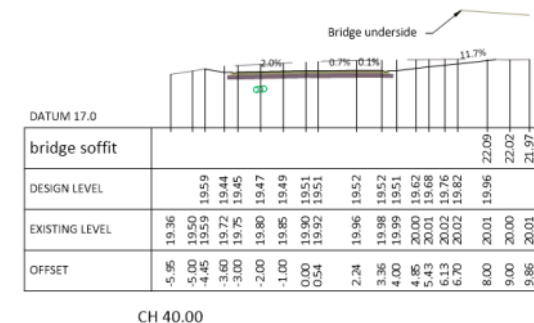 Bridge underside
2.0% 0.7% 0.1% 11.7%
DATUM 17.0
bridge soffit 22.09 22.02 21.97
DESIGN LEVEL 19.59 19.44 19.45 19.47 19.49 19.51 19.51 19.52 19.52 19.51 19.62 19.68 19.76 19.82 19.96
EXISTING LEVEL 19.36 19.50 19.59 19.72 19.75 19.80 19.85 19.90 19.92 19.96 19.98 19.99 20.00 20.01 20.02 20.02 20.01 20.00 20.01
OFFSET -5.95 -5.00 -4.45 -3.60 -3.00 -2.00 -1.00 0.00 0.54 2.24 3.36 4.00 4.85 5.43 6.13 6.70 8.00 9.00 9.86
CH 40.00